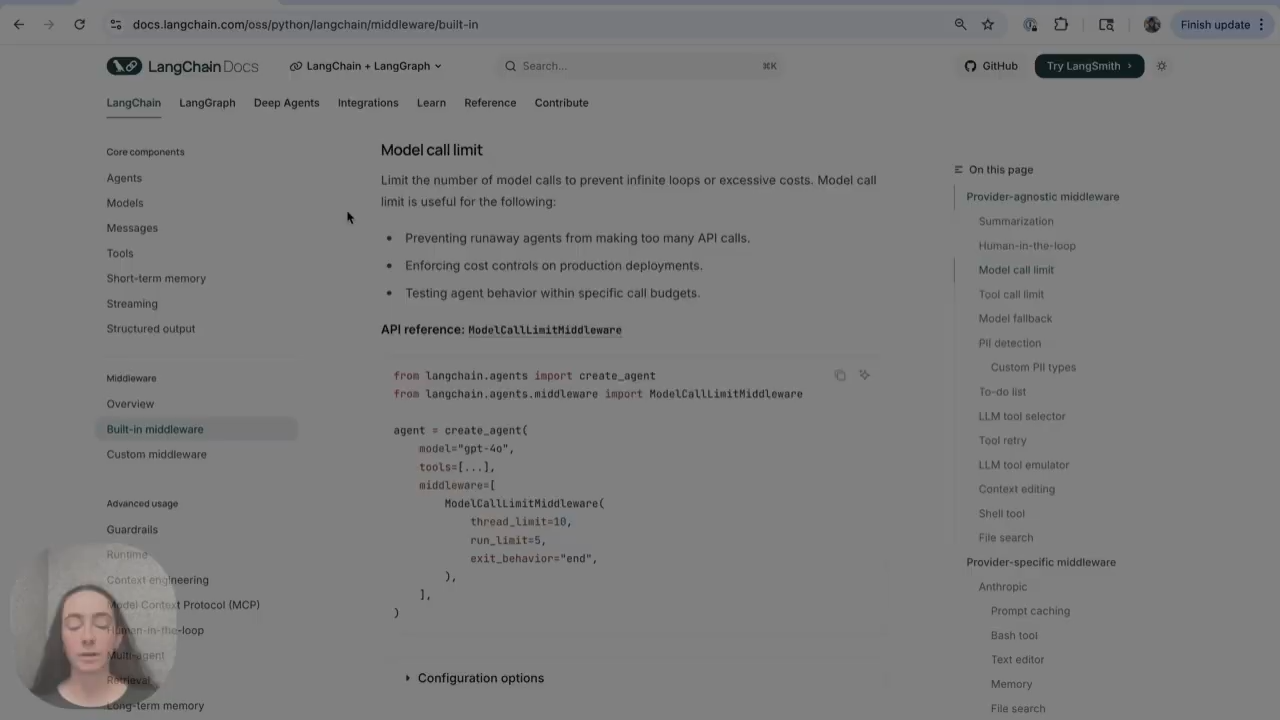 docs.langchain.com/oss/python/langchain/middleware/built-in
Finish update
LangChain Docs
LangChain + LangGraph
Search...
⌘K
GitHub
Try LangSmith
LangChain
LangGraph
Deep Agents
Integrations
Learn
Reference
Contribute
Core components
Agents
Models
Messages
Tools
Short-term memory
Streaming
Structured output
Middleware
Overview
Built-in middleware
Custom middleware
Advanced usage
Guardrails
Runtime
Context engineering
Model Context Protocol (MCP)
Human-in-the-loop
Multi-agent
Retrieval
Long-term memory
Model call limit
Limit the number of model calls to prevent infinite loops or excessive costs. Model call
limit is useful for the following:
Preventing runaway agents from making too many API calls.
Enforcing cost controls on production deployments.
Testing agent behavior within specific call budgets.
API reference: ModelCallLimitMiddleware
from langchain.agents import create_agent
from langchain.agents.middleware import ModelCallLimitMiddleware
agent = create_agent(
model="gpt-4o",
tools=[...],
middleware=[
ModelCallLimitMiddleware(
thread_limit=10,
run_limit=5,
exit_behavior="end",
),
],
)
Configuration options
On this page
Provider-agnostic middleware
Summarization
Human-in-the-loop
Model call limit
Tool call limit
Model fallback
PII detection
Custom PII types
To-do list
LLM tool selector
Tool retry
LLM tool emulator
Context editing
Shell tool
File search
Provider-specific middleware
Anthropic
Prompt caching
Bash tool
Text editor
Memory
File search